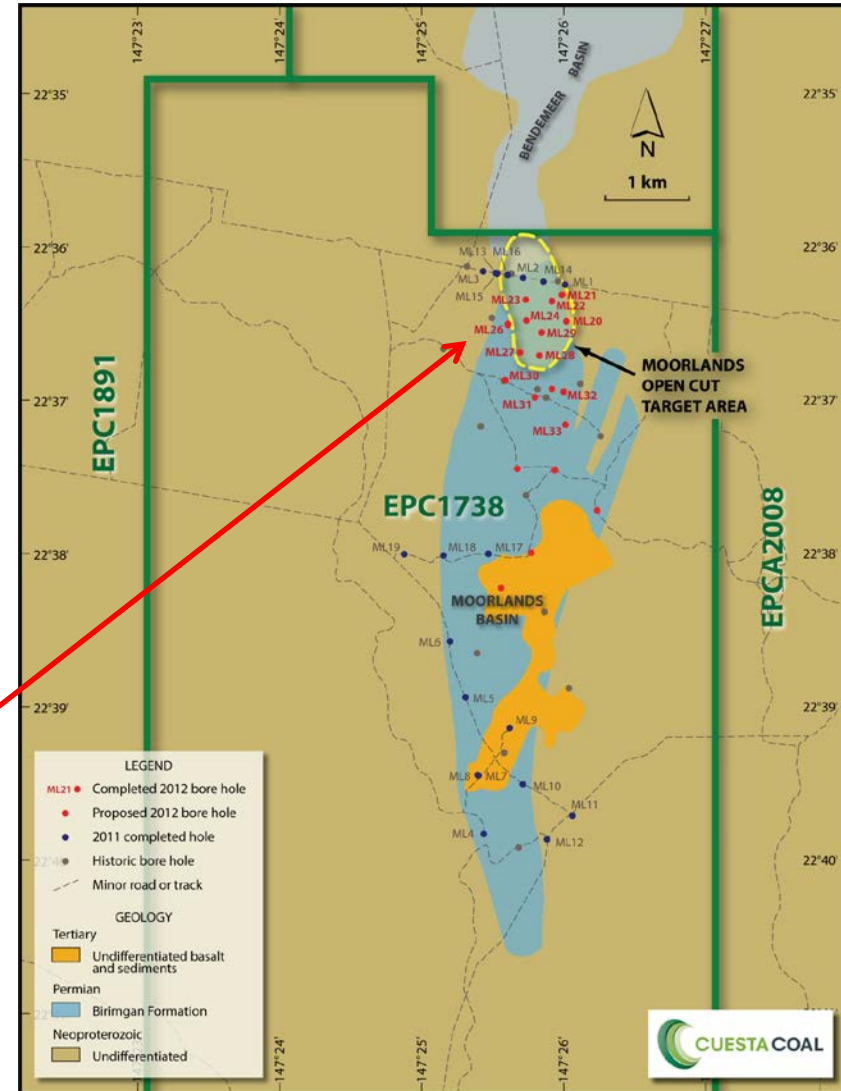 147°23'
147°24'
147°25'
147°26'
147°27'
22°35'
22°35'
BENDEMEER BASIN
N
1 km
22°36'
22°36'
ML13
ML16
ML2
ML14
ML3
ML1
ML15
ML21
ML23
ML22
ML24
ML20
ML26
ML29
ML27
ML28
MOORLANDS
OPEN CUT
TARGET AREA
ML30
ML31
ML32
22°37'
22°37'
ML33
EPC1891
EPC1738
EPCA2008
22°38'
ML19
ML18
ML17
MOORLANDS
BASIN
ML6
22°39'
ML5
ML9
ML8
ML7
ML10
ML11
ML4
ML12
22°40'
22°40'
LEGEND
ML21 Completed 2012 bore hole
Proposed 2012 bore hole
2011 completed hole
Historic bore hole
Minor road or track
GEOLOGY
Tertiary
Undifferentiated basalt
and sediments
Permian
Birimgan Formation
Neoproterozoic
Undifferentiated
147°24'
147°25'
147°26'
CUESTA COAL